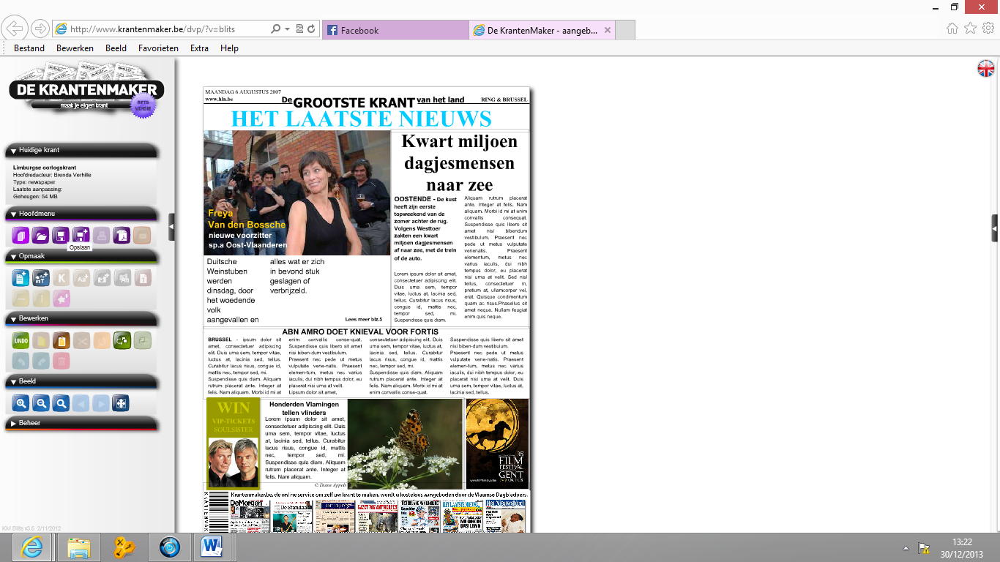 http://www.krantenmaker.be/dvp/?v=blits
Facebook
De KrantenMaker - aangeb...
Bestand Bewerken Beeld Favorieten Extra Help
DE KRANTENMAKER
maak je eigen krant
BETA VERSIE
Huidige krant
Limburgse oorlogskrant
Hoofdredacteur: Brenda Verhille
Type: newspaper
Laatste aanpassing:
Geheugen: 54 MB
Hoofdmenu
Opslaan
Opmaak
Bewerken
UNDO
Beeld
Beheer
KM Blits v3.5 2/11/2012
MAANDAG 6 AUGUSTUS 2007
www.hln.be
De GROOTSTE KRANT van het land
RING & BRUSSEL
HET LAATSTE NIEUWS
Freya
Van den Bossche
nieuwe voorzitter
sp.a Oost-Vlaanderen
Duitsche
Weinstuben
werden
dinsdag, door
het woedende
volk
aangevallen en
alles wat er zich
in bevond stuk
geslagen of
verbrijzeld.
Lees meer blz.5
Kwart miljoen
dagjesmensen
naar zee
OOSTENDE - De kust
heeft zijn eerste
topweekend van de
zomer achter de rug.
Volgens Westtoer
zakten een kwart
miljoen dagjesmensen
af naar zee, met de trein
of de auto.
Lorem ipsum dolor sit amet,
consectetuer adipiscing elit.
Duis urna sem, tempor
vitae, luctus at, lacinia sed,
tellus. Curabitur lacus risus,
congue id, mattis nec,
tempor sed, mi.
Suspendisse quis diam.
Aliquam rutrum placerat
ante. Integer at felis. Nam
aliquam. Morbi id mi at enim
convallis consequat.
Suspendisse quis libero sit
amet nisi bibendum
vestibulum. Praesent nec
pede ut metus vulputate
venenatis. Praesent
elementum, metus nec
varius iaculis, dui nibh
tempus dolor, eu placerat
nisi urna at velit. Sed nisl
tellus, consectetuer in,
pretium at, ullamcorper vel,
erat. Quisque condimentum
quam ac risus.Phasellus sit
amet neque. Nullam feugiat
enim quis neque.
ABN AMRO DOET KNIEVAL VOOR FORTIS
BRUSSEL - ipsum dolor sit
amet, consectetuer adipiscing
elit. Duis urna sem, tempor vitae,
luctus at, lacinia sed, tellus.
Curabitur lacus risus, congue id,
mattis nec, tempor sed, mi.
Suspendisse quis diam. Aliquam
rutrum placerat ante. Integer at
felis. Nam aliquam. Morbi id mi at
enim convallis conse-quat.
Suspendisse quis libero sit amet
nisi biben-dum vestibulum.
Praesent nec pede ut metus
vulputate vene-natis. Praesent
elemen-tum, metus nec varius
iaculis, dui nibh tempus dolor, eu
placerat nisi urna at velit.
Lipsum dolor sit amet,
consectetuer adipiscing elit. Duis
urna sem, tempor vitae, luctus at,
lacinia sed, tellus. Curabitur
lacus risus, congue id, mattis
nec, tempor sed, mi.
Suspendisse quis diam. Aliquam
rutrum placerat ante. Integer at
felis. Nam aliquam. Morbi id mi at
enim convallis conse-quat.
Suspendisse quis libero sit amet
nisi biben-dum vestibulum.
Praesent nec pede ut metus
vulputate vene-natis. Praesent
elemen-tum, metus nec varius
iaculis, dui nibh tempus dolor, eu
placerat nisi urna at velit. Duis
urna sem, tempor vitae, luctus at,
lacinia sed, tellus.
WIN
VIP-TICKETS
SOULSISTER
Honderden Vlamingen
tellen vlinders
Lorem ipsum dolor sit amet,
consectetuer adipiscing elit. Duis
urna sem, tempor vitae, luctus
at, lacinia sed, tellus. Curabitur
lacus risus, congue id, mattis
nec, tempor sed, mi.
Suspendisse quis diam. Aliquam
rutrum placerat ante. Integer at
felis. Nam aliquam.
© Diane Appels
35
FILM
FESTIVAL
GENT
Krantenmaker.be, de online service om zelf uw krant te maken, wordt u kosteloos aangeboden door de Vlaamse Dagbladpers.
DeMorgen
De Standaard
DE TIJD
GAZET VAN ANTWERPEN
HET LAATSTE NIEUWS
Het Nieuwsblad
13:22
30/12/2013